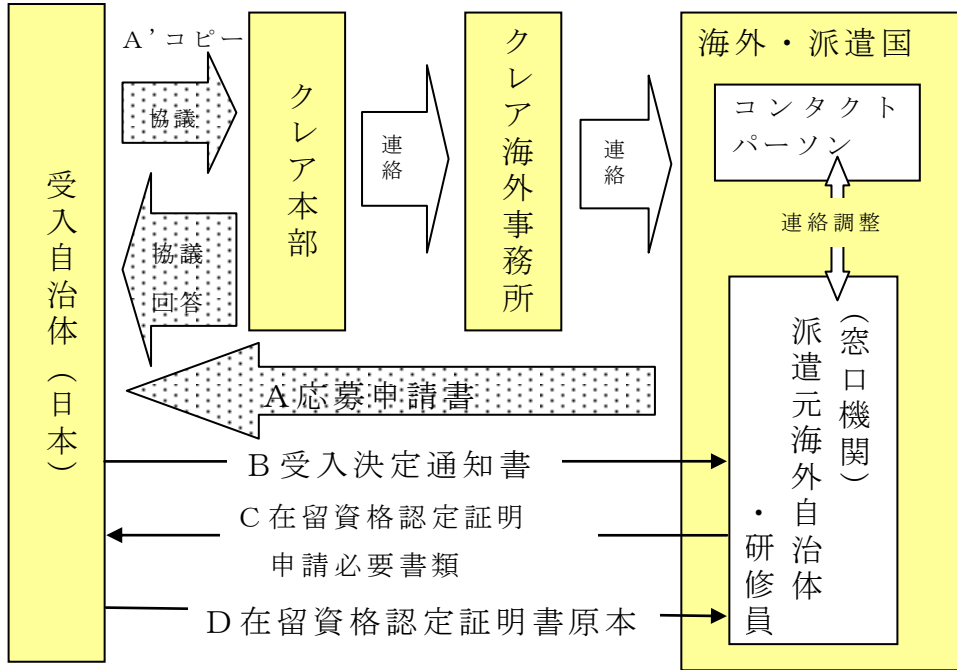 A’コピー
協議
協議
回答
受入自治体（日本）
クレア本部
連絡
クレア海外事務所
連絡
海外・派遣国
コンタクト
パーソン
連絡調整
（窓口機関）
派遣元海外自治体
・研修員
A応募申請書
B受入決定通知書
C在留資格認定証明
申請必要書類
D在留資格認定証明書原本